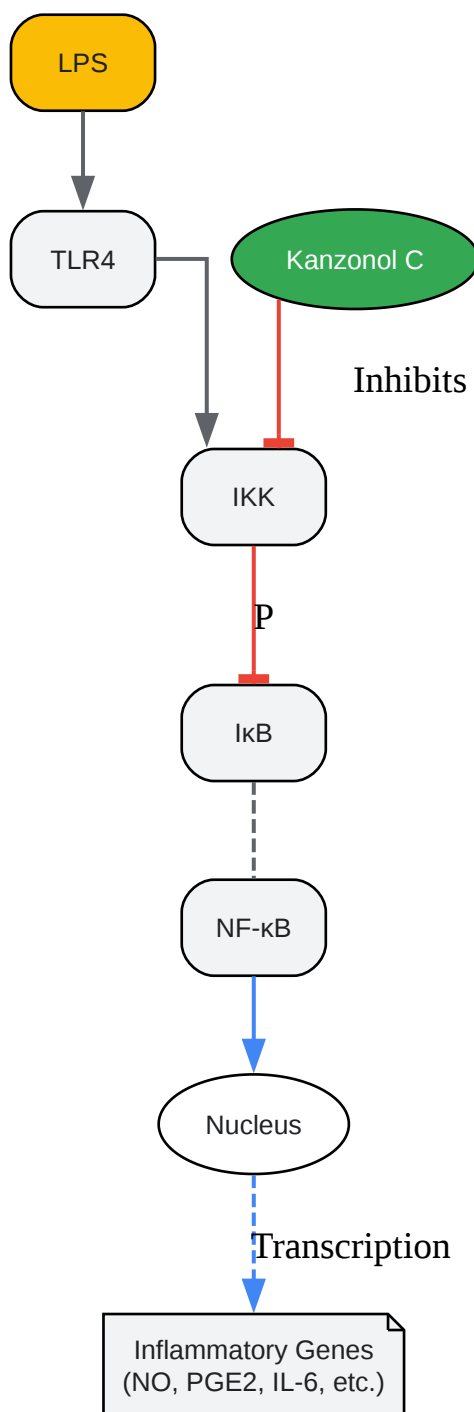 LPS
TLR4
Kanzonol C
Inhibits
IKK
P
IκB
NF-κB
Nucleus
Transcription
Inflammatory Genes
(NO, PGE2, IL-6, etc.)